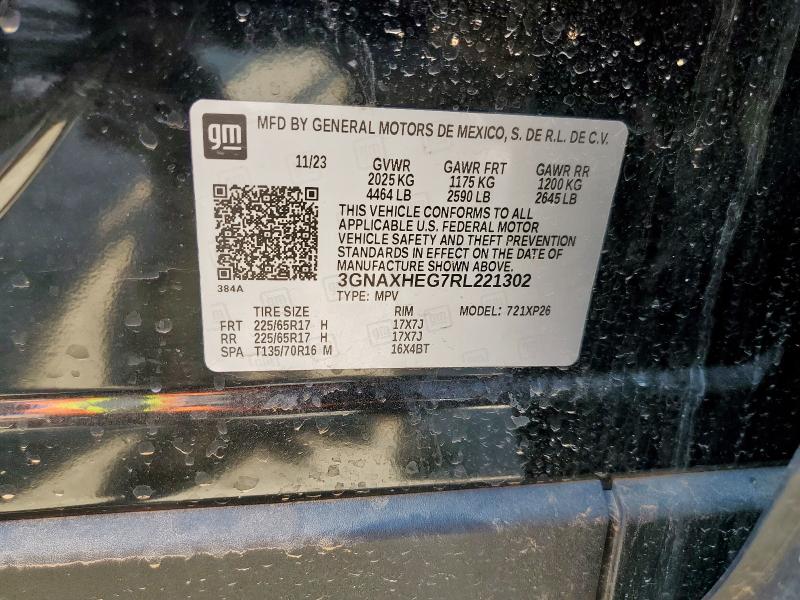 gm MFD BY GENERAL MOTORS DE MEXICO, S. DE R.L. DE C.V.
11/23 GVWR GAWR FRT GAWR RR
2025 KG 1175 KG 1200 KG
4464 LB 2590 LB 2645 LB
THIS VEHICLE CONFORMS TO ALL
APPLICABLE U.S. FEDERAL MOTOR
VEHICLE SAFETY AND THEFT PREVENTION
STANDARDS IN EFFECT ON THE DATE OF
MANUFACTURE SHOWN ABOVE.
384A 3GNAXHEG7RL221302
TYPE: MPV
TIRE SIZE RIM MODEL: 721XP26
FRT 225/65R17 H 17X7J
RR 225/65R17 H 17X7J
SPA T135/70R16 M 16X4BT